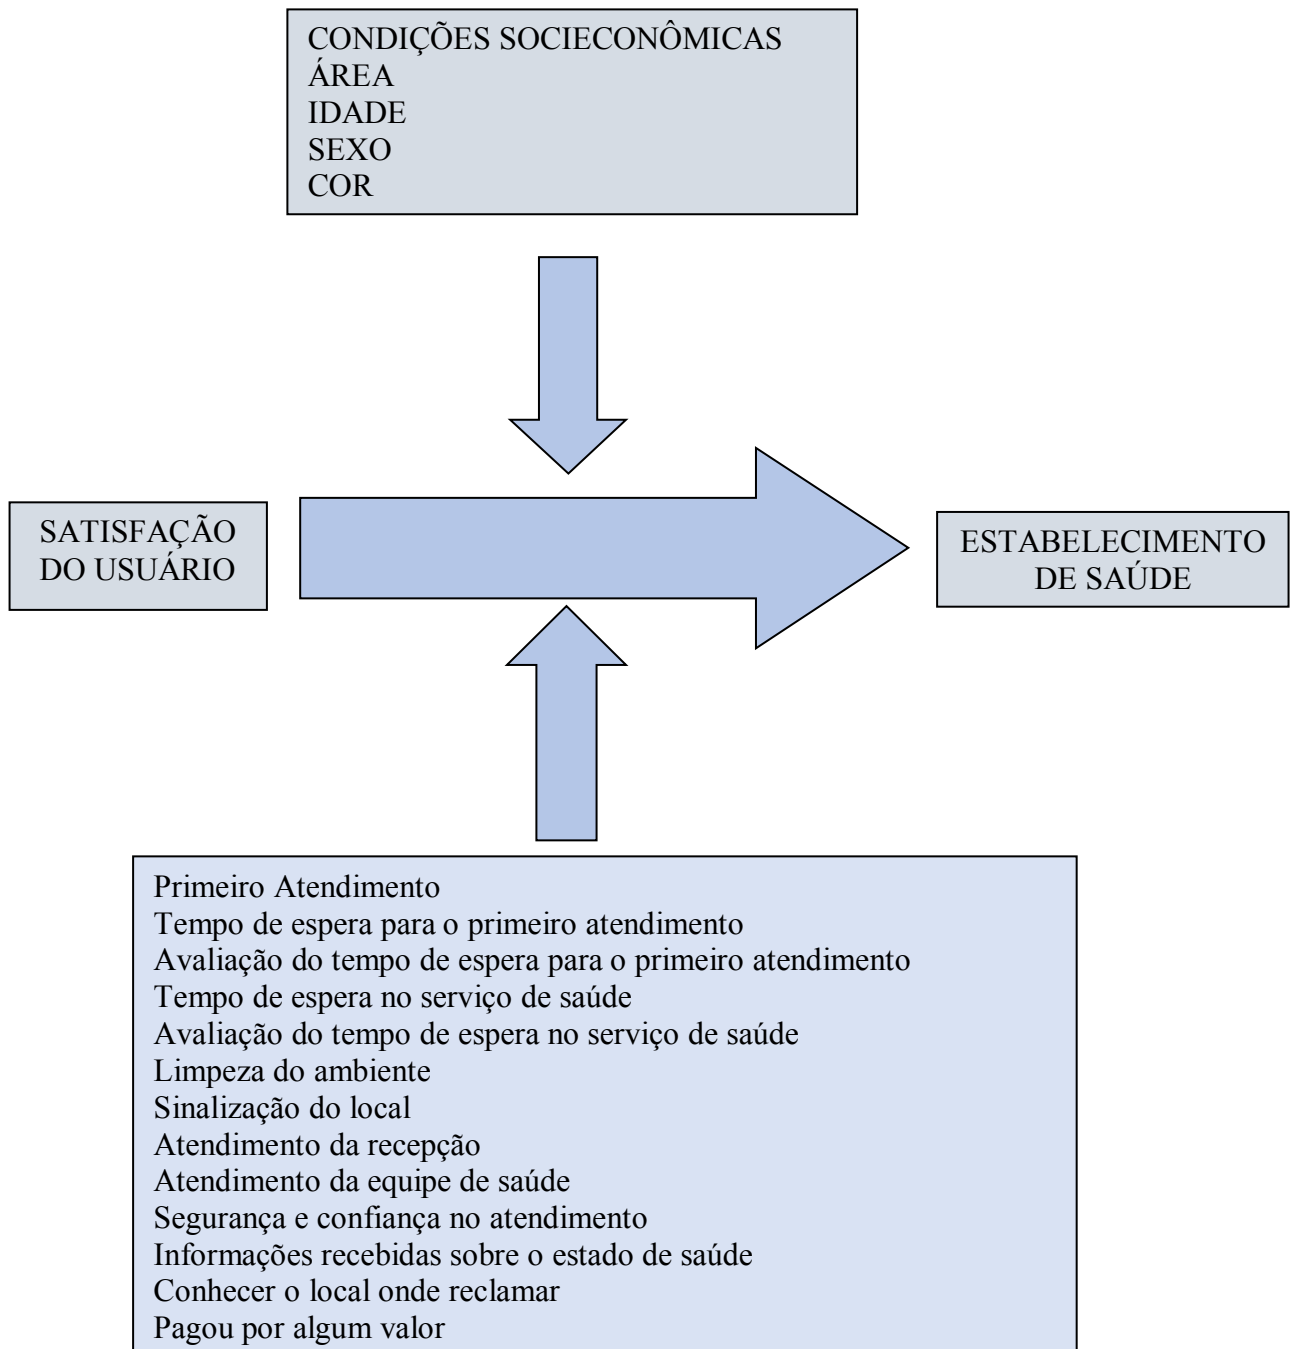 CONDIÇÕES SOCIECONÔMICAS
ÁREA
IDADE
SEXO
COR
SATISFAÇÃO
DO USUÁRIO
ESTABELECIMENTO
DE SAÚDE
Primeiro Atendimento
Tempo de espera para o primeiro atendimento
Avaliação do tempo de espera para o primeiro atendimento
Tempo de espera no serviço de saúde
Avaliação do tempo de espera no serviço de saúde
Limpeza do ambiente
Sinalização do local
Atendimento da recepção
Atendimento da equipe de saúde
Segurança e confiança no atendimento
Informações recebidas sobre o estado de saúde
Conhecer o local onde reclamar
Pagou por algum valor